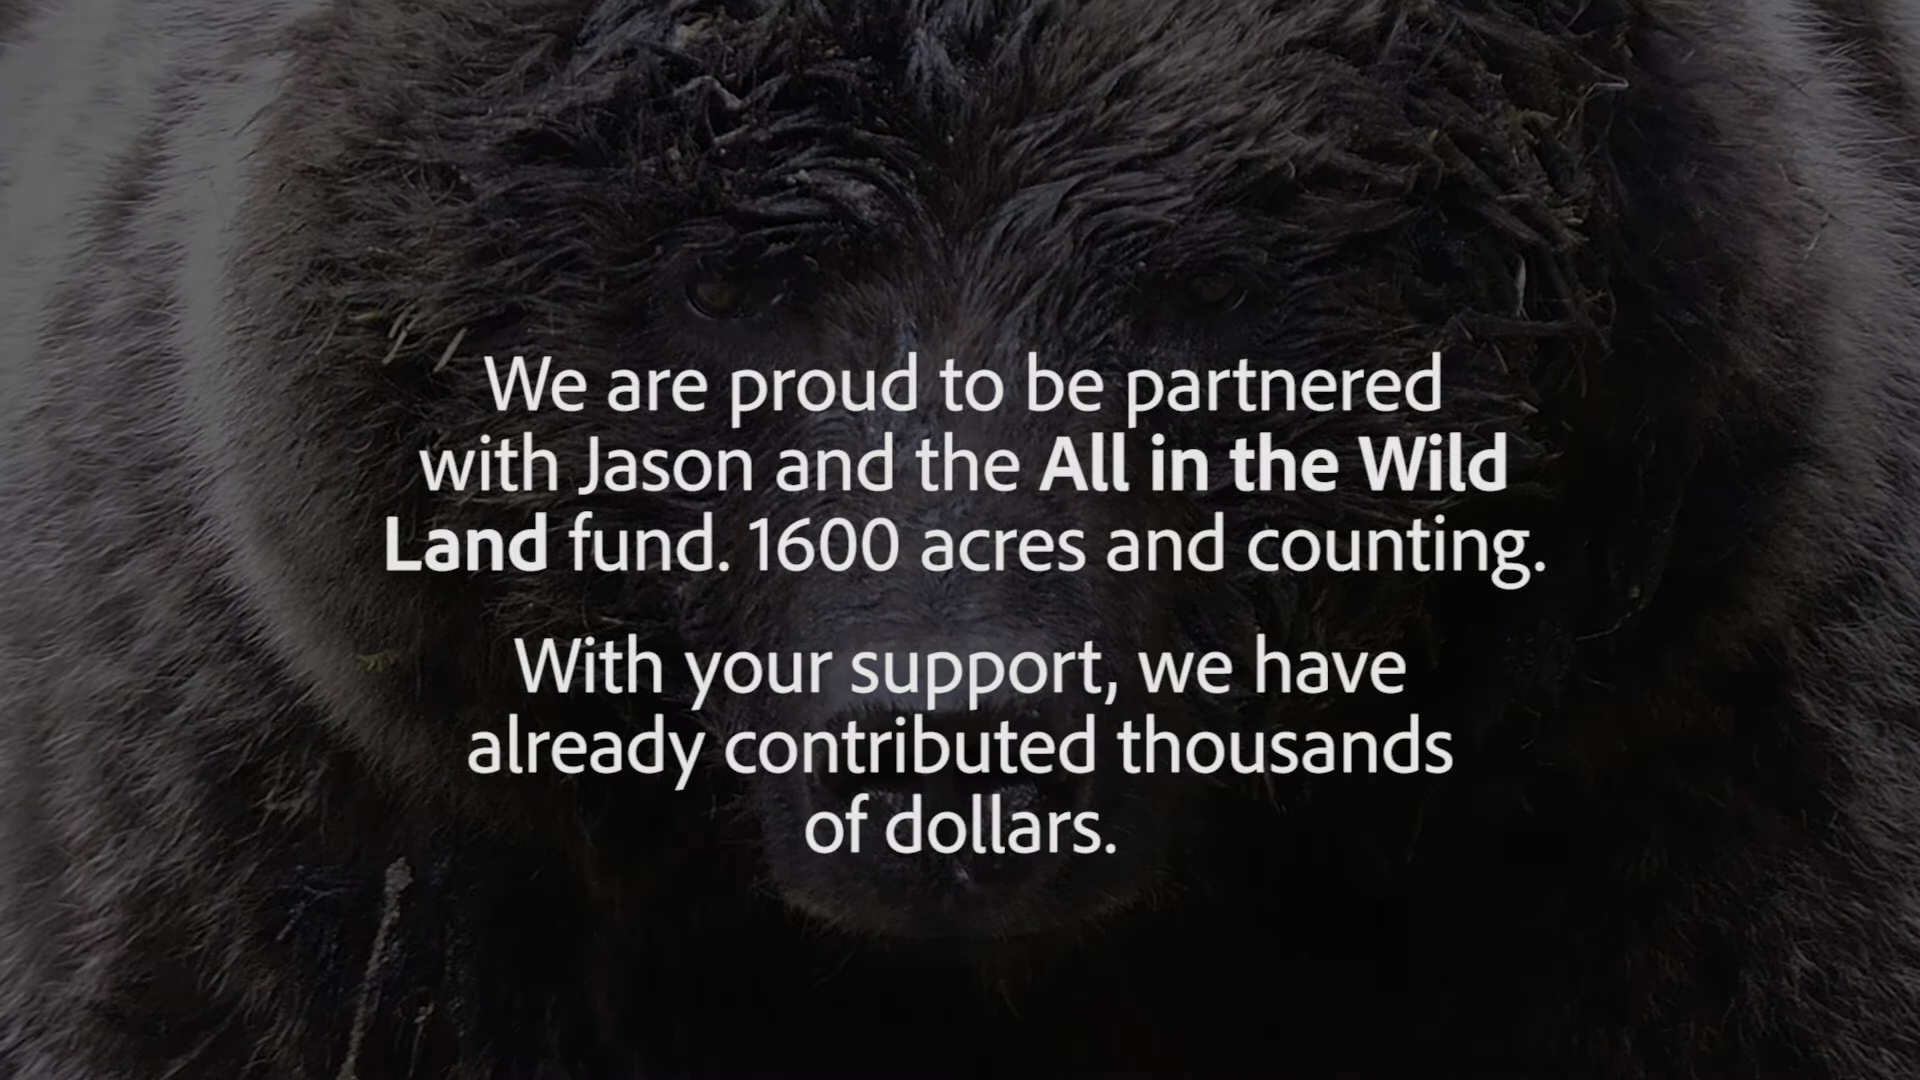 We are proud to be partnered
with Jason and the All in the Wild
Land fund. 1600 acres and counting.
With your support, we have
already contributed thousands
of dollars.